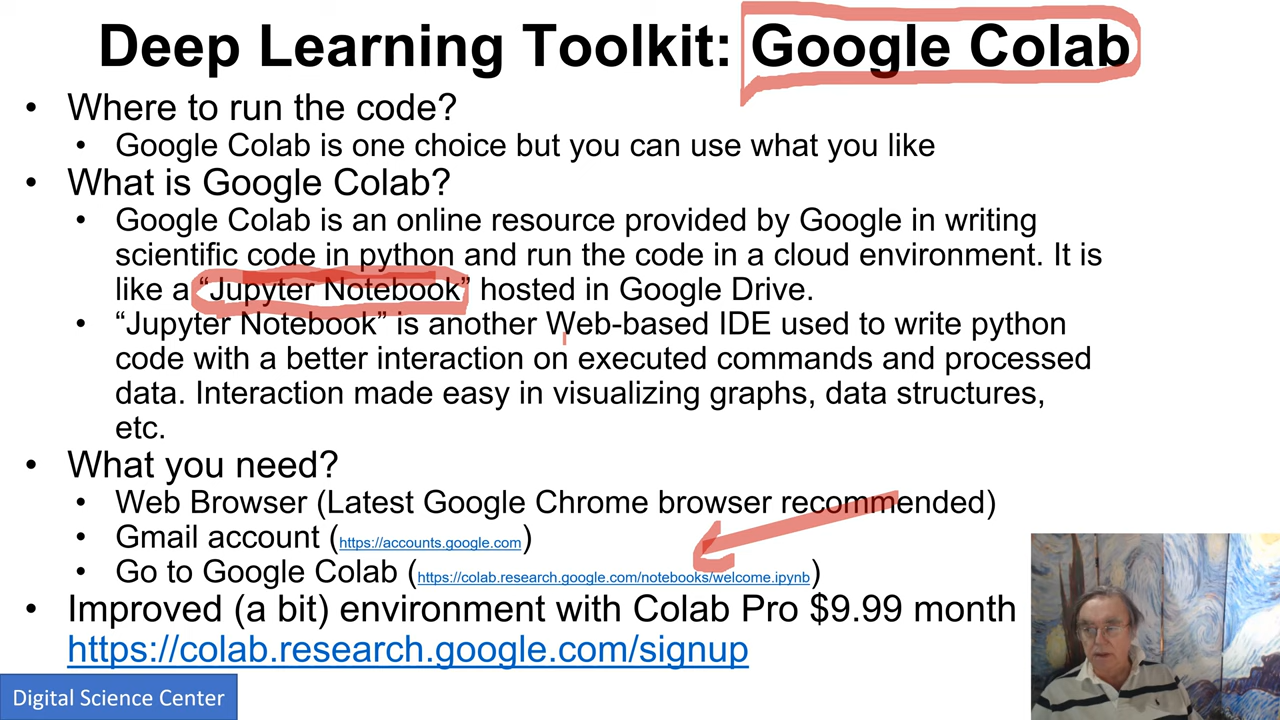 Deep Learning Toolkit: Google Colab
• Where to run the code?
• Google Colab is one choice but you can use what you like
• What is Google Colab?
• Google Colab is an online resource provided by Google in writing
scientific code in python and run the code in a cloud environment. It is
like a “Jupyter Notebook” hosted in Google Drive.
• “Jupyter Notebook” is another Web-based IDE used to write python
code with a better interaction on executed commands and processed
data. Interaction made easy in visualizing graphs, data structures,
etc.
• What you need?
• Web Browser (Latest Google Chrome browser recommended)
• Gmail account (https://accounts.google.com)
• Go to Google Colab (https://colab.research.google.com/notebooks/welcome.ipynb)
• Improved (a bit) environment with Colab Pro $9.99 month
https://colab.research.google.com/signup
Digital Science Center